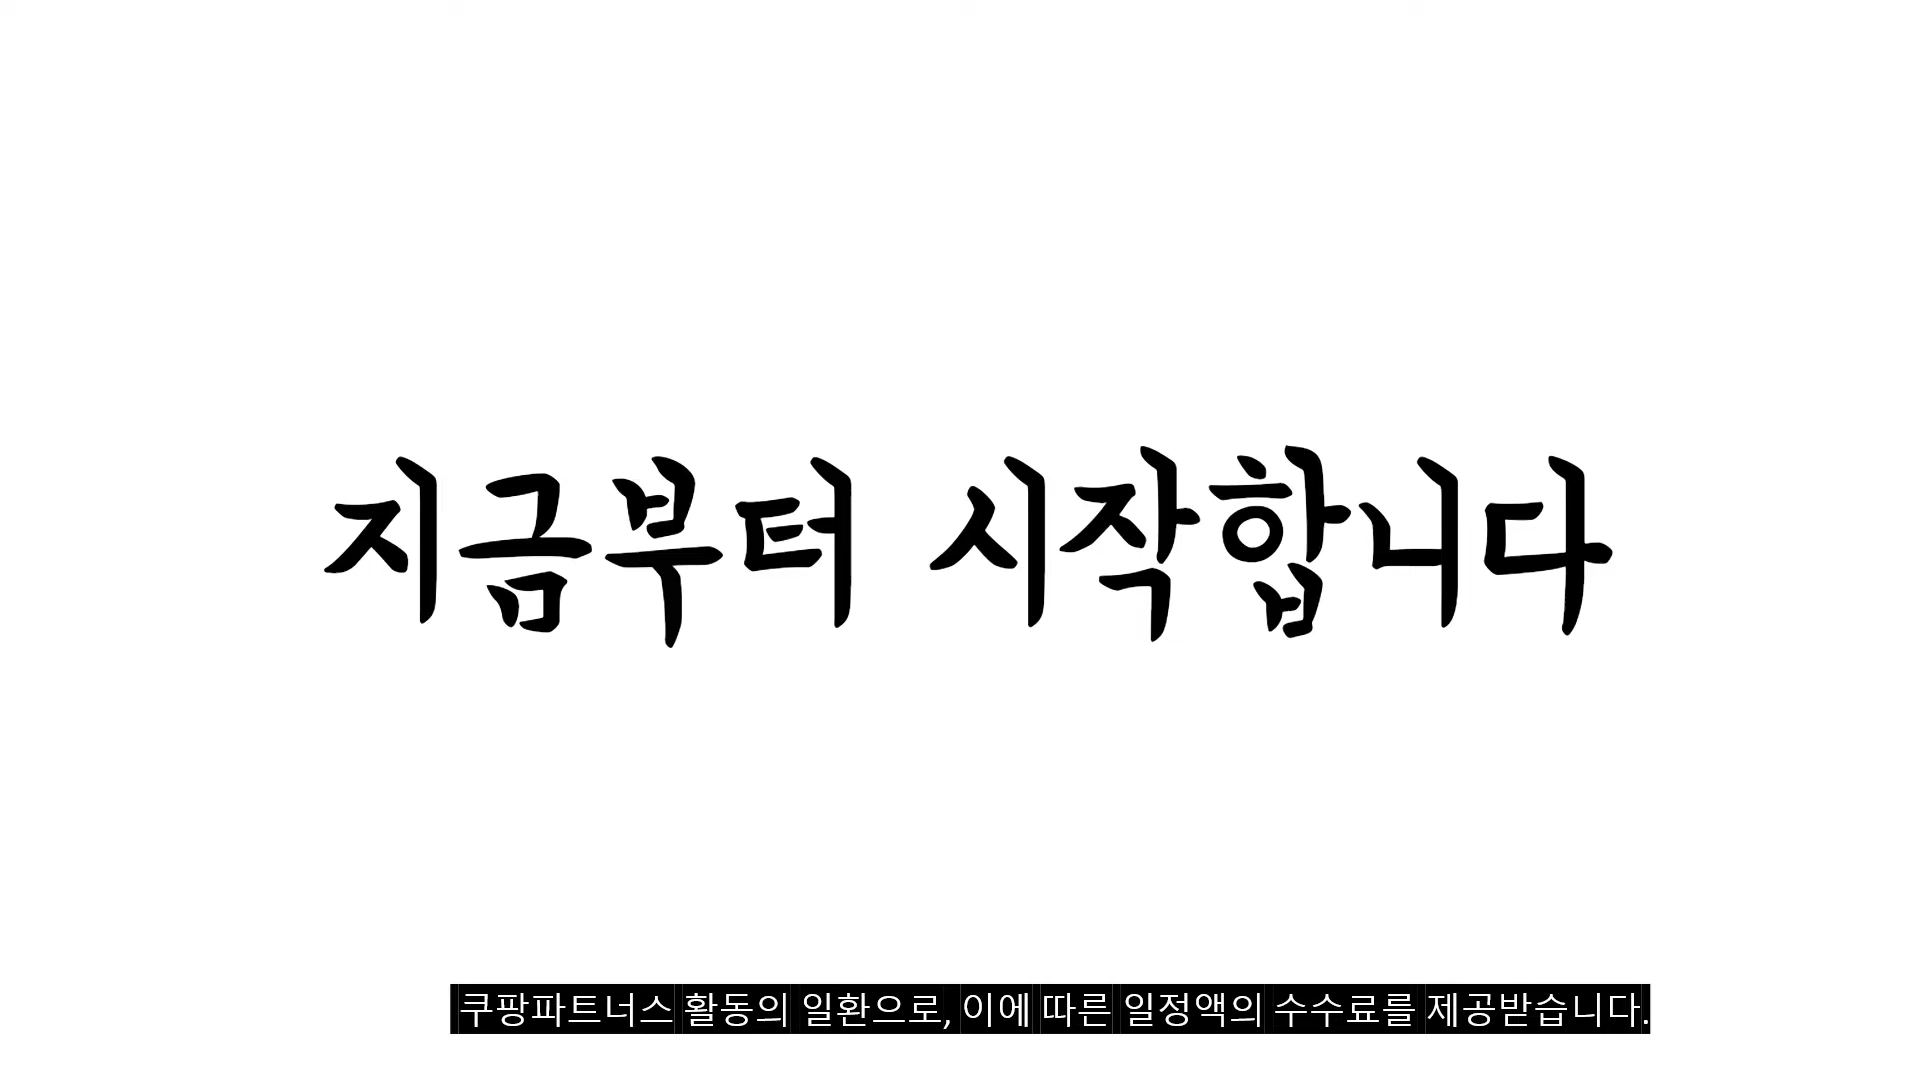 지금부터 시작합니다
쿠팡파트너스 활동의 일환으로, 이에 따른 일정액의 수수료를 제공받습니다.